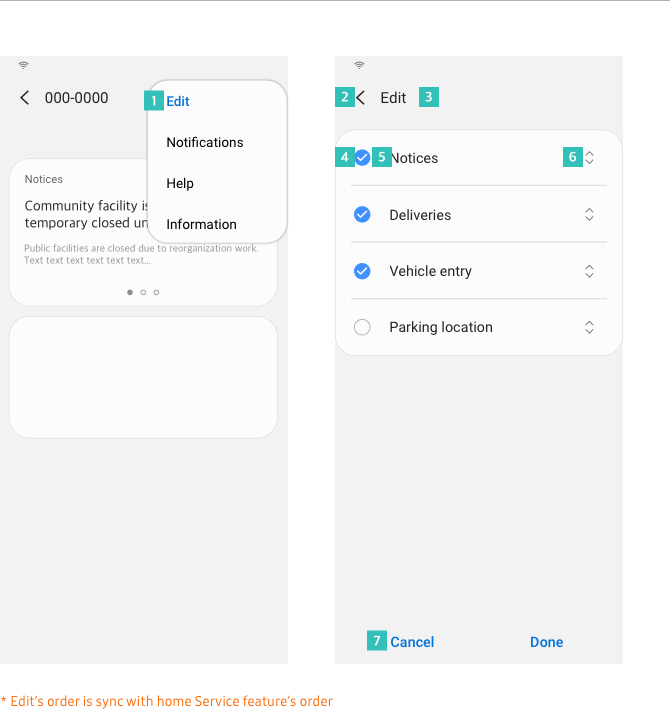 000-0000
1 Edit
Notifications
Help
Information
Notices
Community facility is
temporary closed un
Public facilities are closed due to reorganization work.
Text text text text text text...
2 Edit 3
4 5 Notices 6
Deliveries
Vehicle entry
Parking location
7 Cancel Done
* Edit's order is sync with home Service feature's order